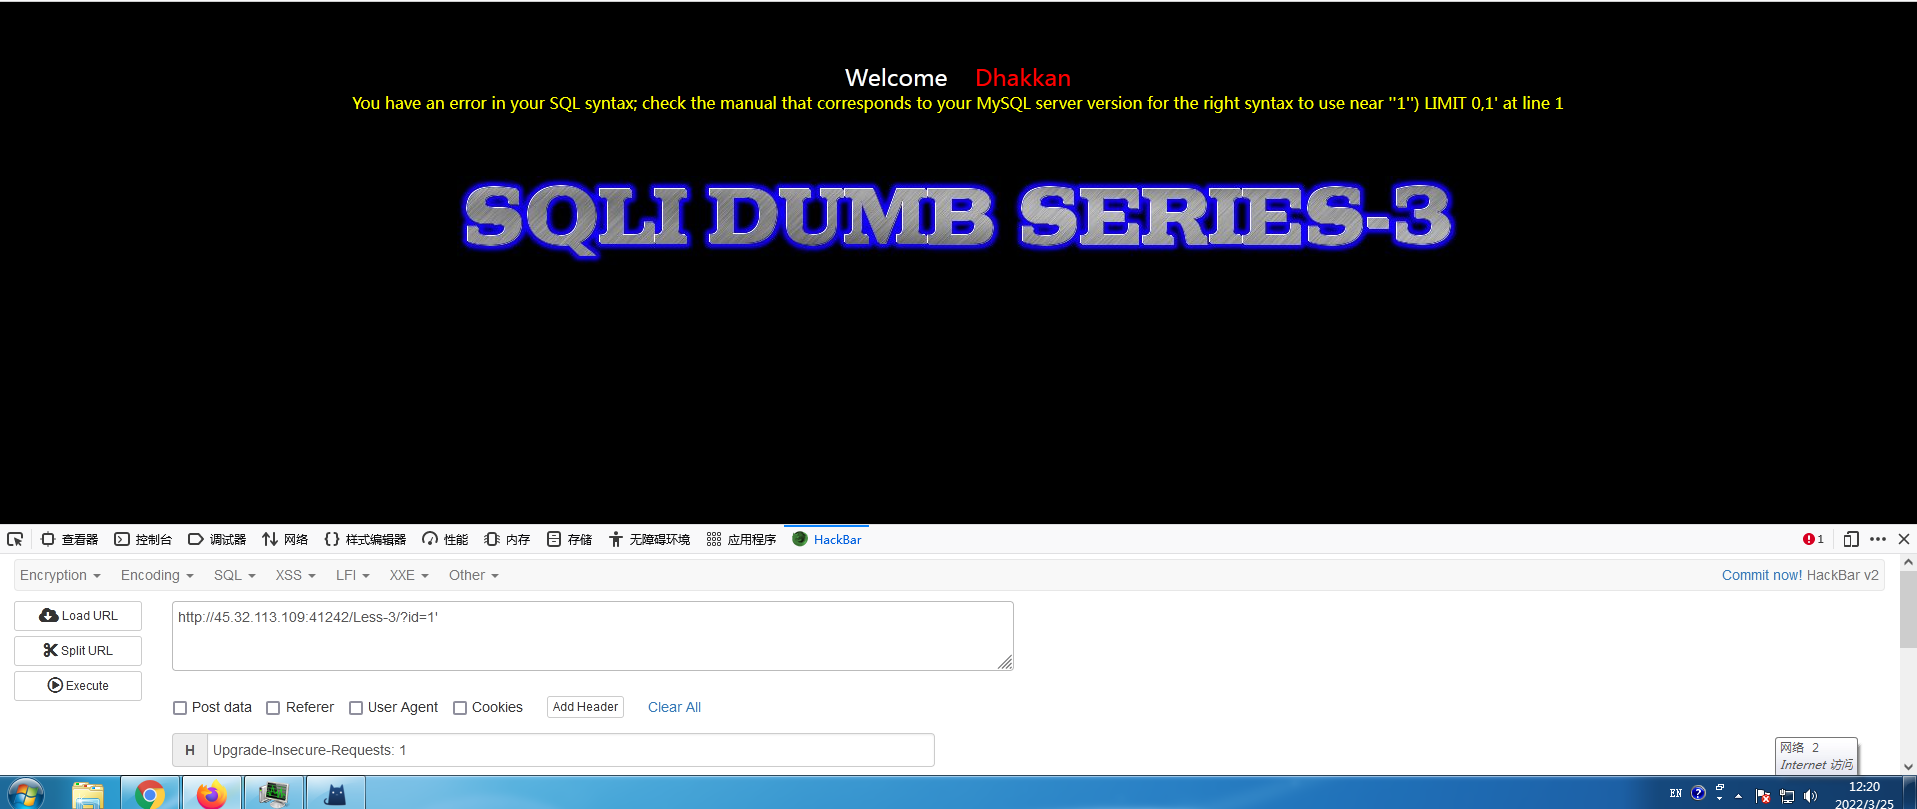 Welcome Dhakkan
You have an error in your SQL syntax; check the manual that corresponds to your MySQL server version for the right syntax to use near ''1'') LIMIT 0,1' at line 1
SQLI DUMB SERIES-3
查看器 控制台 调试器 网络 样式编辑器 性能 内存 存储 无障碍环境 应用程序 HackBar 1
Encryption Encoding SQL XSS LFI XXE Other Commit now! HackBar v2
Load URL
Split URL
Execute
http://45.32.113.109:41242/Less-3/?id=1'
Post data Referer User Agent Cookies Add Header Clear All
H Upgrade-Insecure-Requests: 1
网络 2
Internet 访问
EN
12:20
2022/3/25